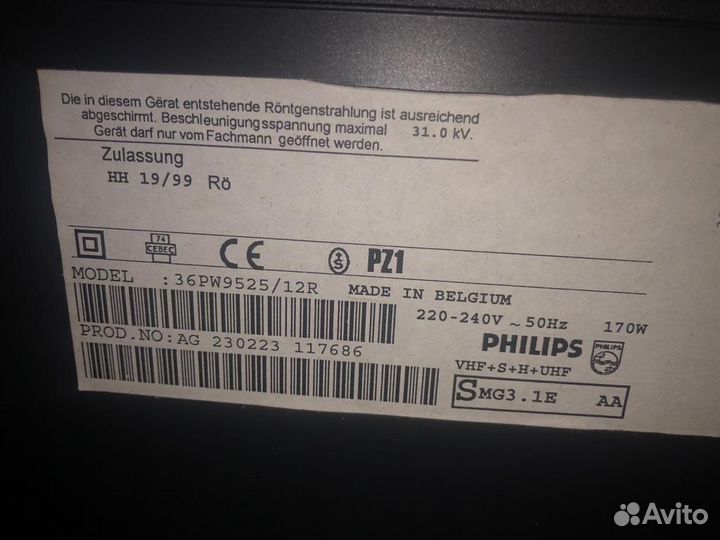 Die in diesem Gërat entstehende Röntgenstrahlung ist ausreichend
abgeschirmt. Beschleunigungsspannung maximal 31.0 kV.
Gerät darf nur vom Fachmann geöffnet werden.
Zulassung
HH 19/99 Rö
74
CEBEC
CE
S
PZ1
MODEL :36PW9525/12R MADE IN BELGIUM
220-240V ~ 50Hz 170W
PROD.NO:AG 230223 117686
PHILIPS
PHILIPS
VHF+S+H+UHF
SMG3.1E AA
Avito